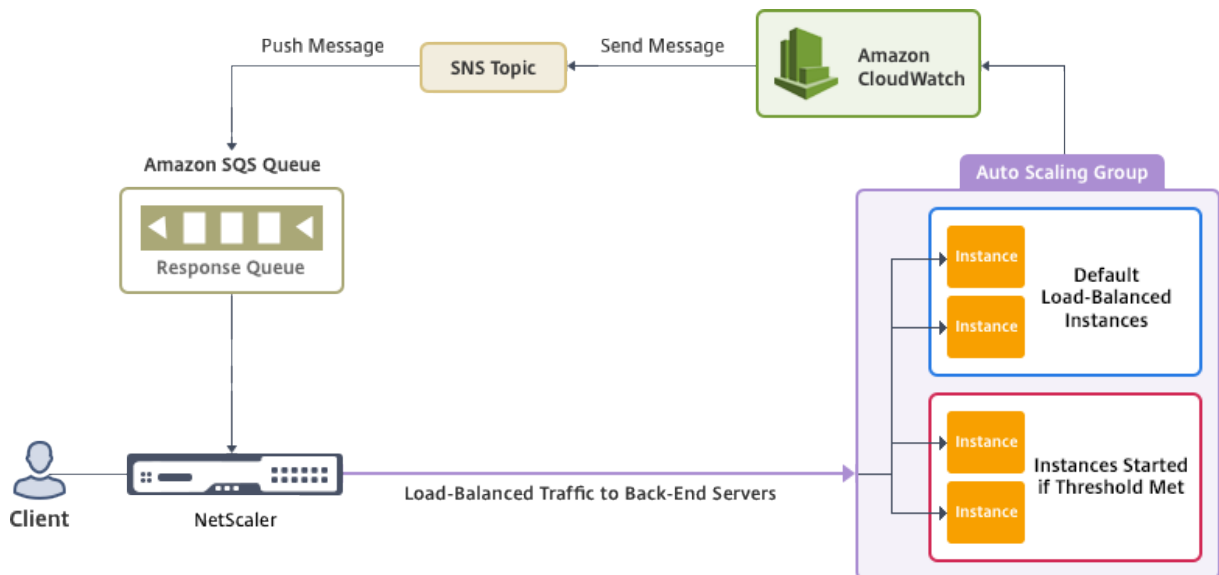 Push Message
SNS Topic
Send Message
Amazon
CloudWatch
Amazon SQS Queue
Response Queue
Auto Scaling Group
Instance
Instance
Default
Load-Balanced
Instances
Instance
Instance
Instances Started
if Threshold Met
Client
NetScaler
Load-Balanced Traffic to Back-End Servers